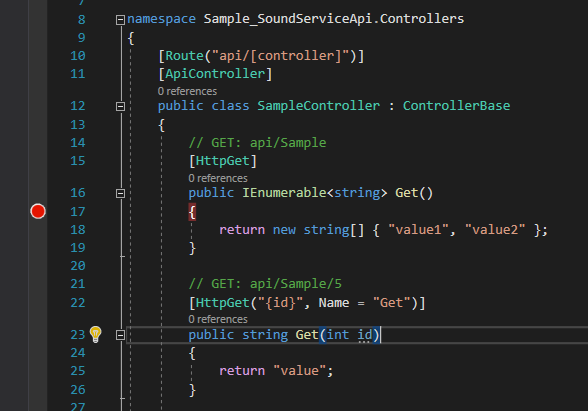 8 namespace Sample_SoundServiceApi.Controllers
9 {
10 [Route("api/[controller]")]
11 [ApiController]
0 references
12 public class SampleController : ControllerBase
13 {
14 // GET: api/Sample
15 [HttpGet]
0 references
16 public IEnumerable<string> Get()
17 {
18 return new string[] { "value1", "value2" };
19 }
20
21 // GET: api/Sample/5
22 [HttpGet("{id}", Name = "Get")]
0 references
23 public string Get(int id)
24 {
25 return "value";
26 }
27